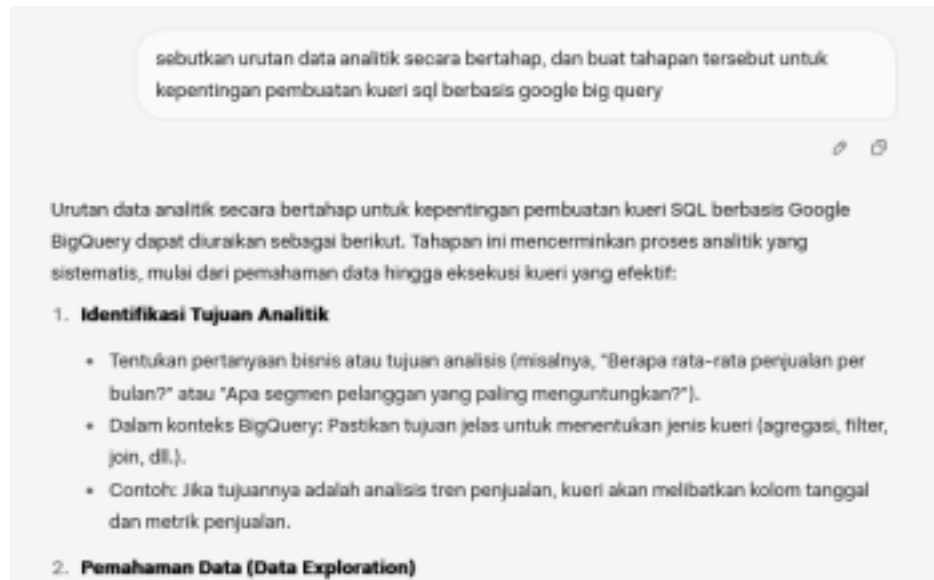 sebutkan urutan data analitik secara bertahap, dan buat tahapan tersebut untuk
kepentingan pembuatan kueri sql berbasis google big query
Urutan data analitik secara bertahap untuk kepentingan pembuatan kueri SQL berbasis Google
BigQuery dapat diuraikan sebagai berikut. Tahapan ini mencerminkan proses analitik yang
sistematis, mulai dari pemahaman data hingga eksekusi kueri yang efektif:
1. Identifikasi Tujuan Analitik
• Tentukan pertanyaan bisnis atau tujuan analisis (misalnya, "Berapa rata-rata penjualan per
bulan?" atau "Apa segmen pelanggan yang paling menguntungkan?").
• Dalam konteks BigQuery: Pastikan tujuan jelas untuk menentukan jenis kueri (agregasi, filter,
join, dll.).
• Contoh: Jika tujuannya adalah analisis tren penjualan, kueri akan melibatkan kolom tanggal
dan metrik penjualan.
2. Pemahaman Data (Data Exploration)